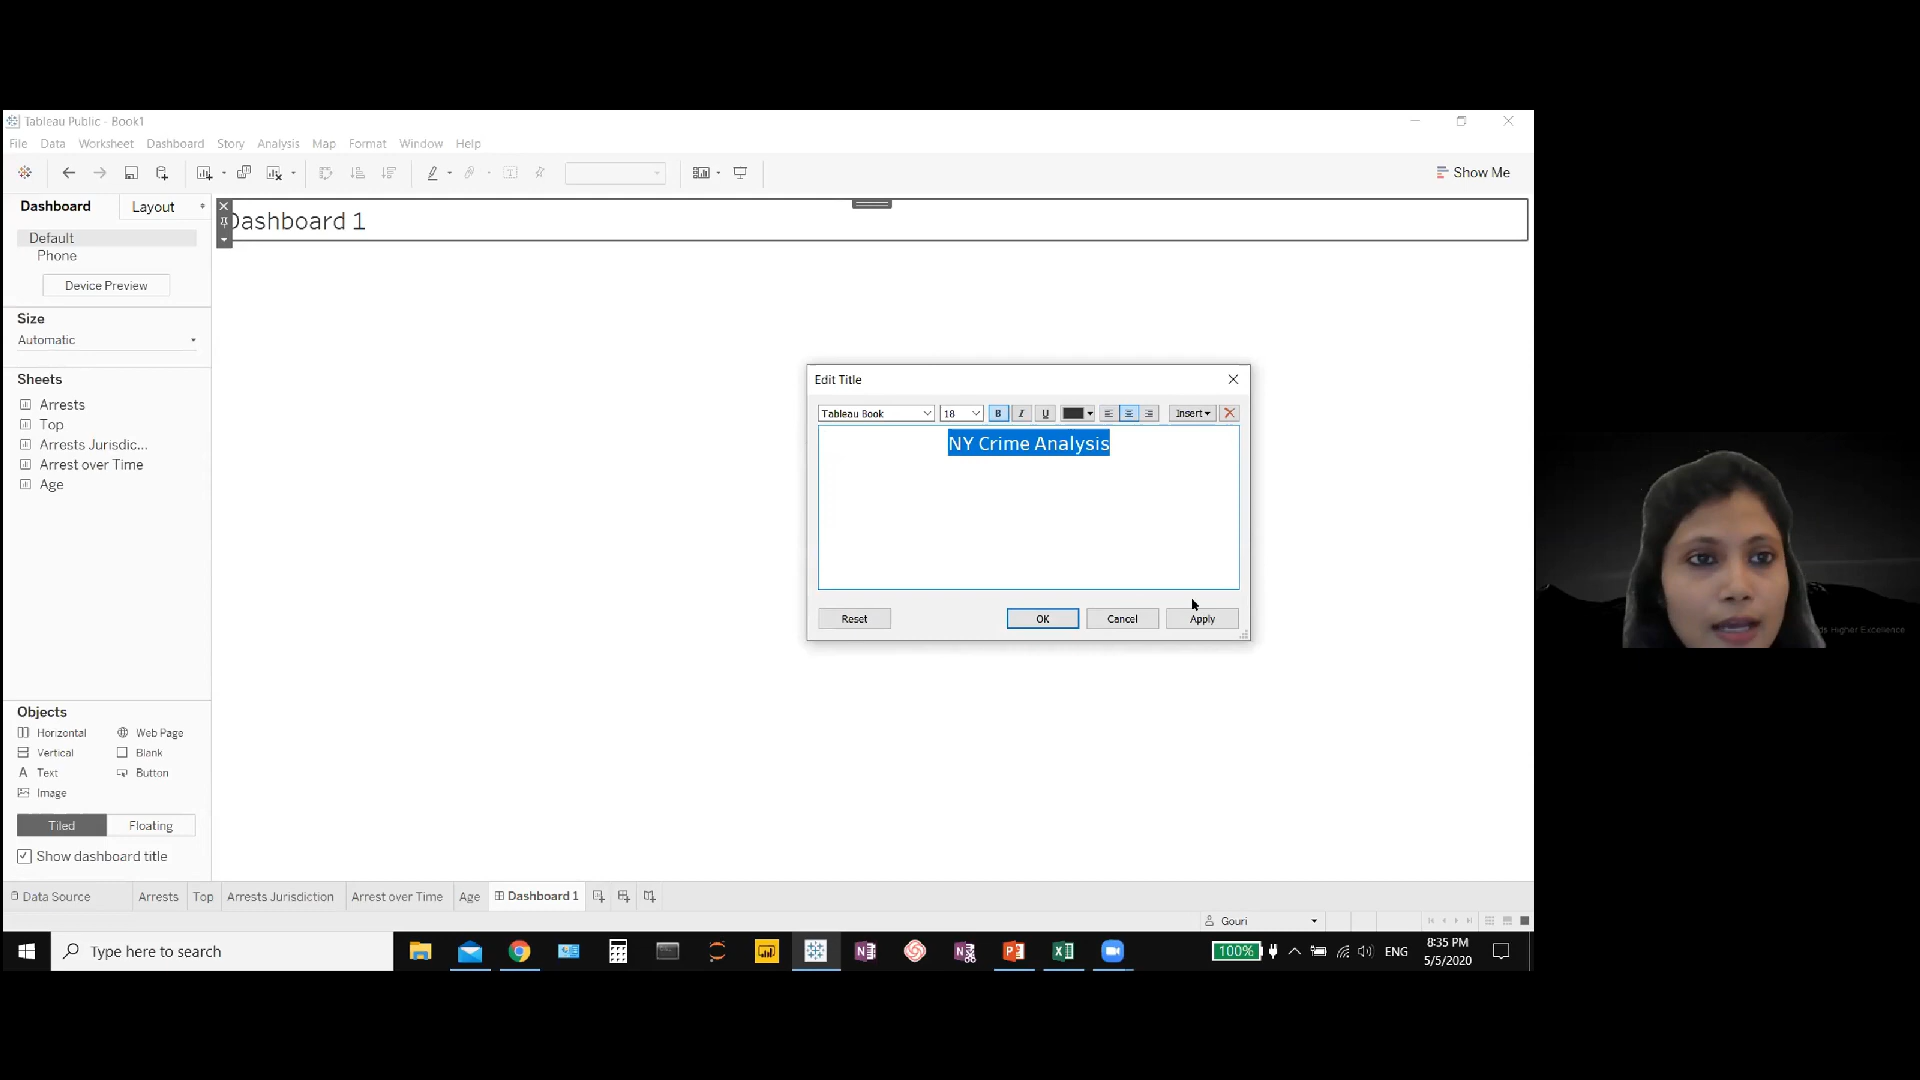 Tableau Public - Book1
File Data Worksheet Dashboard Story Analysis Map Format Window Help
Show Me
Dashboard Layout
Default
Phone
Device Preview
Size
Automatic
Sheets
Arrests
Top
Arrests Jurisdic...
Arrest over Time
Age
Dashboard 1
Edit Title
Tableau Book 18 B I U Insert
NY Crime Analysis
Reset OK Cancel Apply
Objects
Horizontal Web Page
Vertical Blank
A Text Button
Image
Tiled Floating
Show dashboard title
Data Source Arrests Top Arrests Jurisdiction Arrest over Time Age Dashboard 1
Gouri
Type here to search
100% ENG 8:35 PM
5/5/2020
Higher Excellence